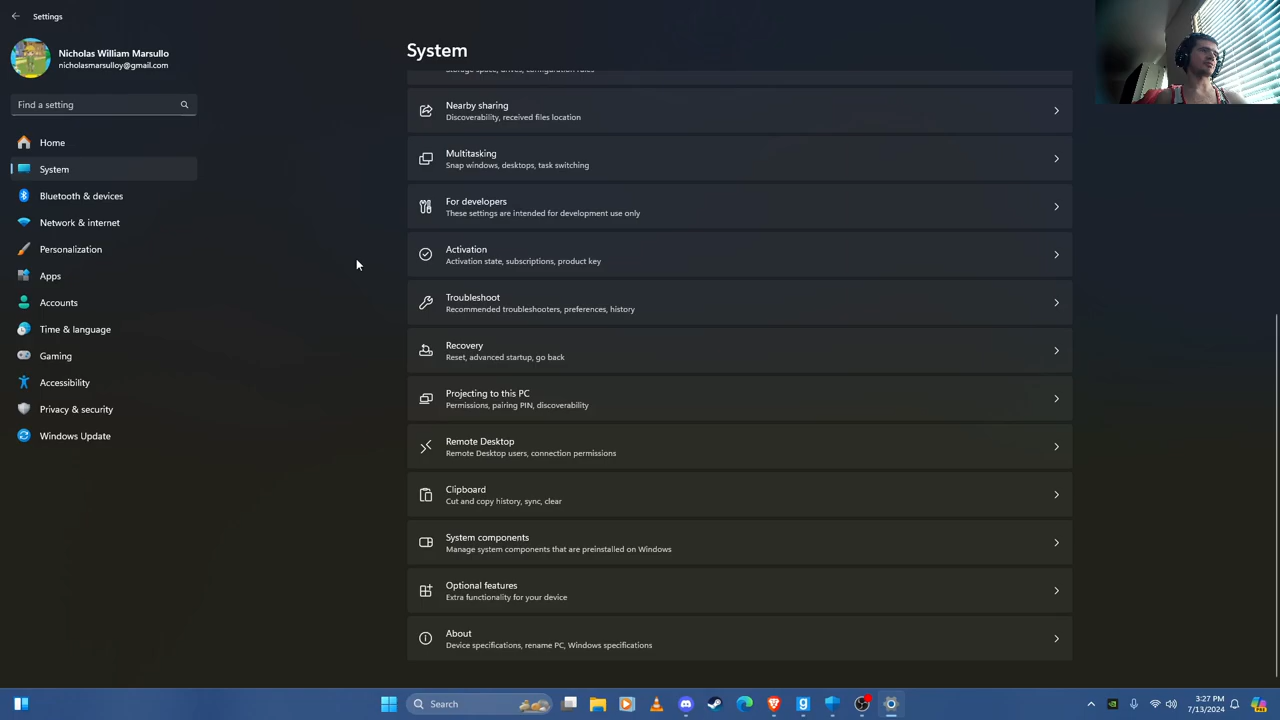 Settings
Nicholas William Marsullo
nicholasmarsulloy@gmail.com
Find a setting
Home
System
Bluetooth & devices
Network & internet
Personalization
Apps
Accounts
Time & language
Gaming
Accessibility
Privacy & security
Windows Update
System
Storage space, drives, configuration rules
Nearby sharing
Discoverability, received files location
Multitasking
Snap windows, desktops, task switching
For developers
These settings are intended for development use only
Activation
Activation state, subscriptions, product key
Troubleshoot
Recommended troubleshooters, preferences, history
Recovery
Reset, advanced startup, go back
Projecting to this PC
Permissions, pairing PIN, discoverability
Remote Desktop
Remote Desktop users, connection permissions
Clipboard
Cut and copy history, sync, clear
System components
Manage system components that are preinstalled on Windows
Optional features
Extra functionality for your device
About
Device specifications, rename PC, Windows specifications
Search
3:27 PM
7/13/2024